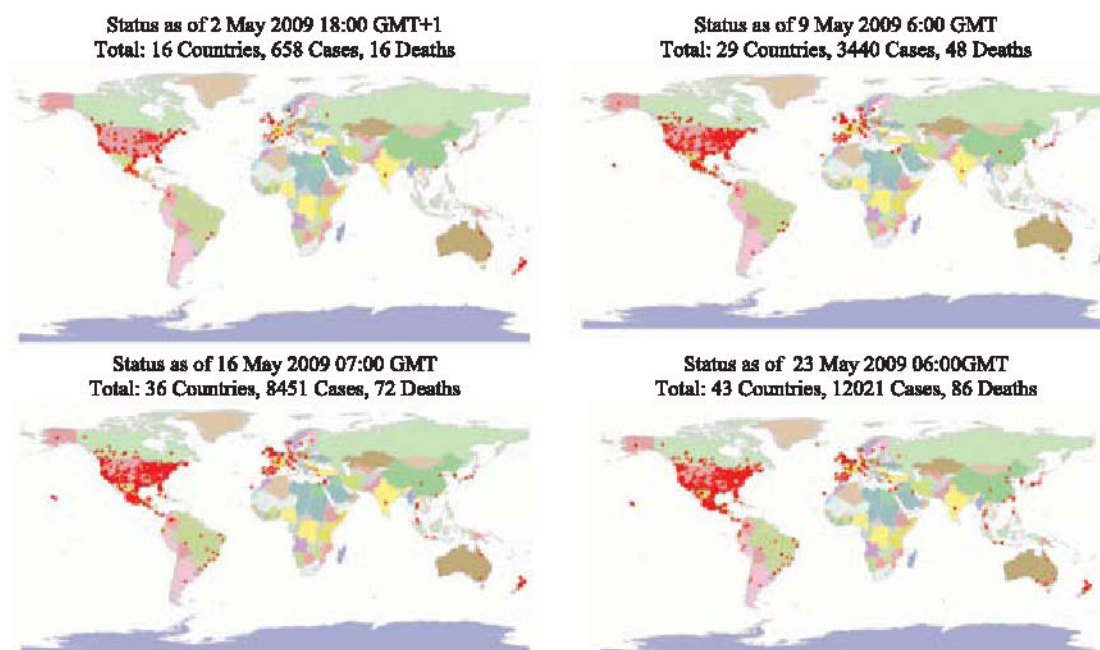 Status as of 2 May 2009 18:00 GMT+1
Total: 16 Countries, 658 Cases, 16 Deaths
Status as of 9 May 2009 6:00 GMT
Total: 29 Countries, 3440 Cases, 48 Deaths
Status as of 16 May 2009 07:00 GMT
Total: 36 Countries, 8451 Cases, 72 Deaths
Status as of 23 May 2009 06:00GMT
Total: 43 Countries, 12021 Cases, 86 Deaths